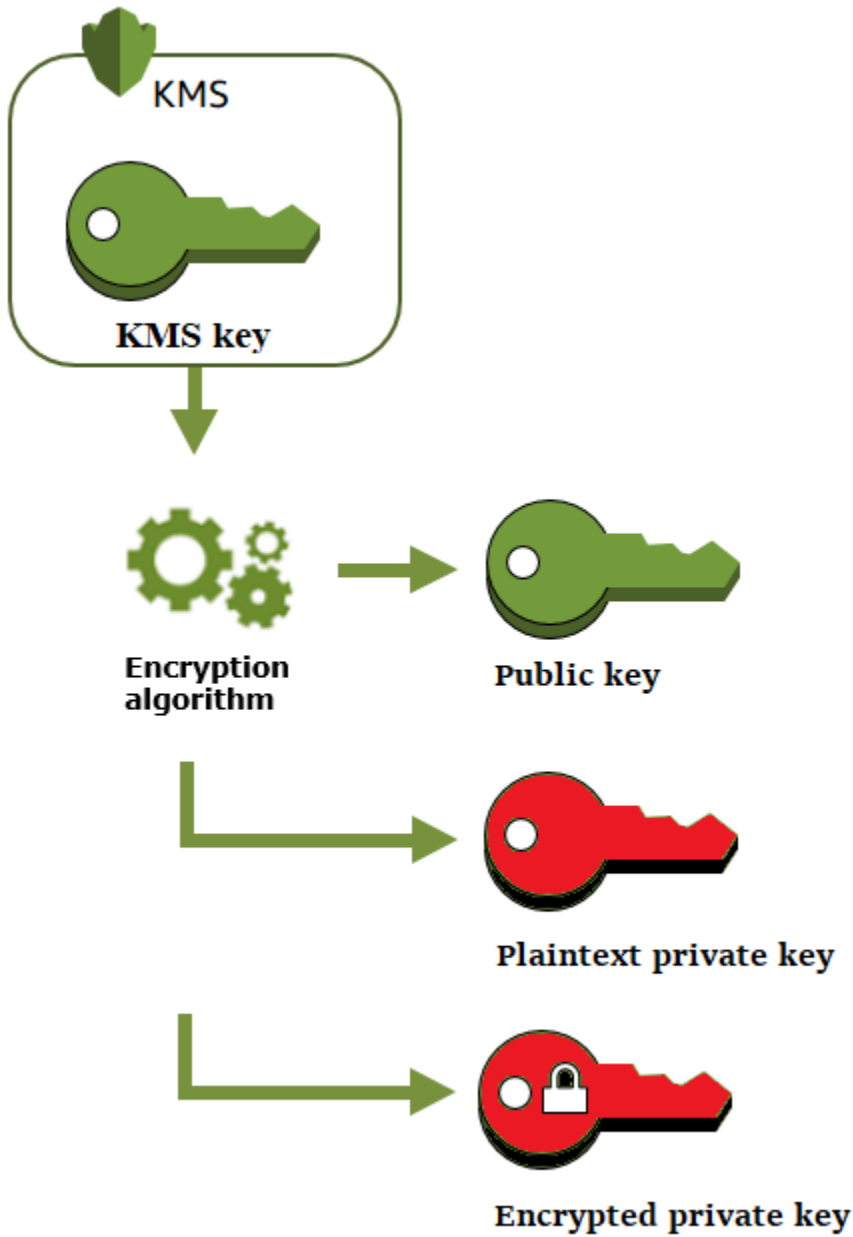 KMS
KMS key
Encryption
algorithm
Public key
Plaintext private key
Encrypted private key